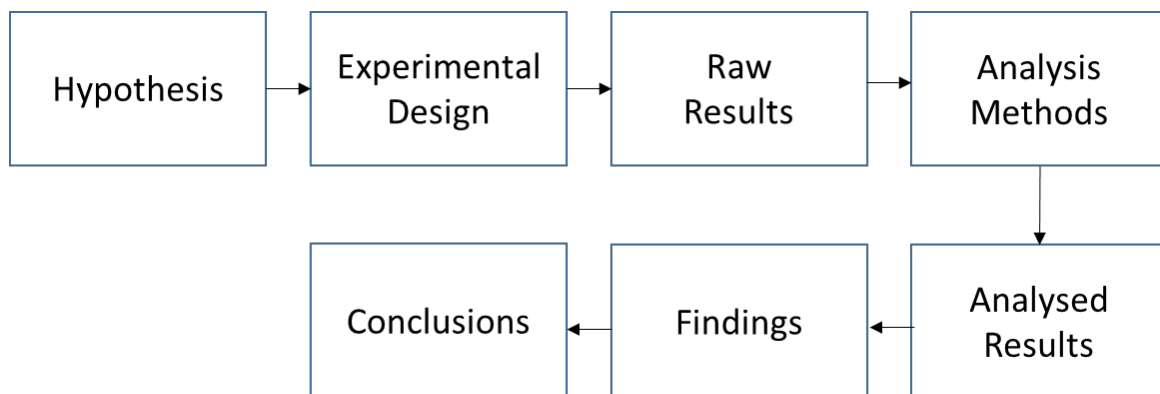 Hypothesis
Experimental
Design
Raw
Results
Analysis
Methods
Analysed
Results
Findings
Conclusions